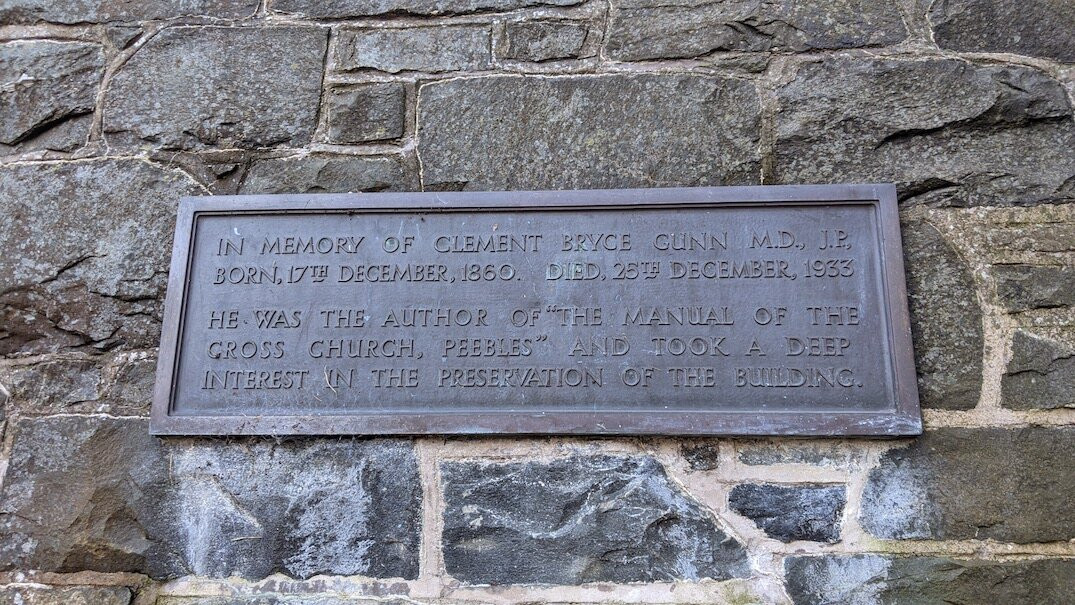 IN MEMORY OF CLEMENT BRYCE GUNN M.D., J.P.,
BORN, 17TH DECEMBER, 1860. DIED, 25TH DECEMBER, 1933
HE WAS THE AUTHOR OF "THE MANUAL OF THE
CROSS CHURCH, PEEBLES" AND TOOK A DEEP
INTEREST IN THE PRESERVATION OF THE BUILDING.